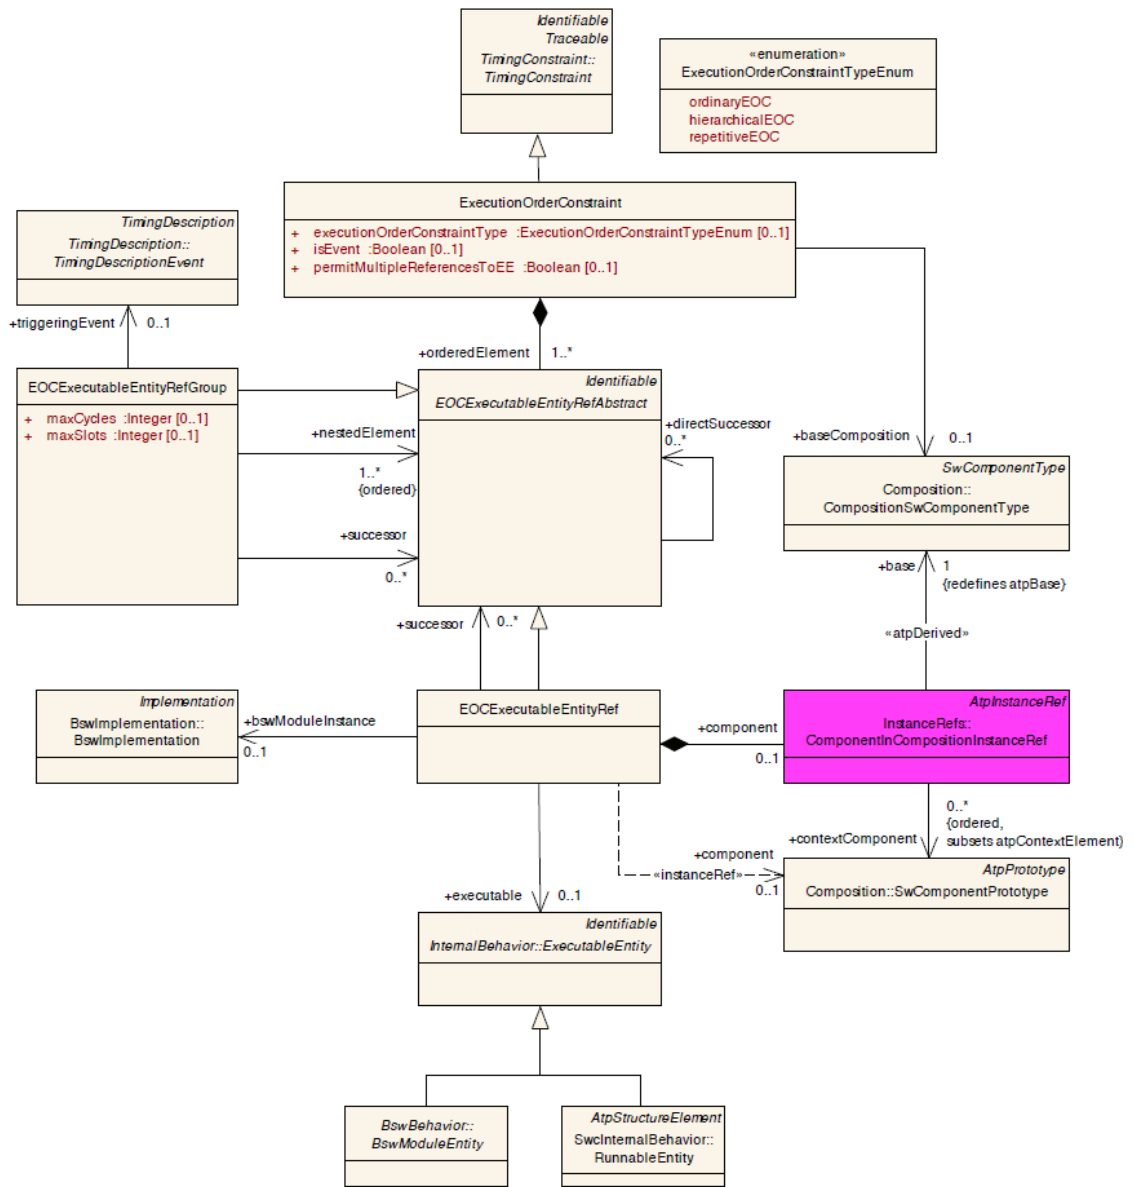 Identifiable
Traceable
TimingConstraint::
TimingConstraint
«enumeration»
ExecutionOrderConstraintTypeEnum
ordinaryEOC
hierarchicalEOC
repetitiveEOC
ExecutionOrderConstraint
+ executionOrderConstraintType :ExecutionOrderConstraintTypeEnum [0..1]
+ isEvent :Boolean [0..1]
+ permitMultipleReferencesToEE :Boolean [0..1]
TimingDescription
TimingDescription::
TimingDescriptionEvent
+triggeringEvent 0..1
+orderedElement 1..*
EOCExecutableEntityRefGroup
+ maxCycles :Integer [0..1]
+ maxSlots :Integer [0..1]
Identifiable
EOCExecutableEntityRefAbstract
+directSuccessor
0..*
+nestedElement
1..*
{ordered}
+successor
0..*
+baseComposition 0..1
SwComponentType
Composition::
CompositionSwComponentType
+base 1
{redefines atpBase}
«atpDerived»
+successor 0..*
Implementation
BswImplementation::
BswImplementation
+bswModuleInstance
0..1
EOCExecutableEntityRef
+component
0..1
AtpInstanceRef
InstanceRefs::
ComponentInCompositionInstanceRef
0..*
{ordered,
+contextComponent subsets atpContextElement}
+component
«instanceRef»
0..1
AtpPrototype
Composition::SwComponentPrototype
+executable 0..1
Identifiable
InternalBehavior::ExecutableEntity
BswBehavior::
BswModuleEntity
AtpStructureElement
SwcInternalBehavior::
RunnableEntity